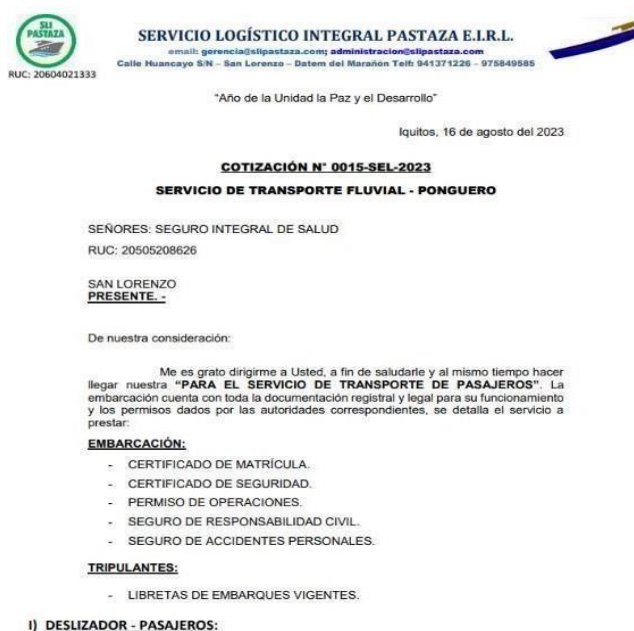 SLI
PASTAZA
RUC: 20604021333
SERVICIO LOGÍSTICO INTEGRAL PASTAZA E.I.R.L.
email: gerencia@slipastaza.com; administracion@slipastaza.com
Calle Huancayo S/N – San Lorenzo – Datem del Marañón Telf: 941371226 – 975849585
“Año de la Unidad la Paz y el Desarrollo”
Iquitos, 16 de agosto del 2023
COTIZACIÓN N° 0015-SEL-2023
SERVICIO DE TRANSPORTE FLUVIAL - PONGUERO
SEÑORES: SEGURO INTEGRAL DE SALUD
RUC: 20505208626
SAN LORENZO
PRESENTE. -
De nuestra consideración:
Me es grato dirigirme a Usted, a fin de saludarle y al mismo tiempo hacer
llegar nuestra “PARA EL SERVICIO DE TRANSPORTE DE PASAJEROS”. La
embarcación cuenta con toda la documentación registral y legal para su funcionamiento
y los permisos dados por las autoridades correspondientes, se detalla el servicio a
prestar:
EMBARCACIÓN:
- CERTIFICADO DE MATRÍCULA.
- CERTIFICADO DE SEGURIDAD.
- PERMISO DE OPERACIONES.
- SEGURO DE RESPONSABILIDAD CIVIL.
- SEGURO DE ACCIDENTES PERSONALES.
TRIPULANTES:
- LIBRETAS DE EMBARQUES VIGENTES.
I) DESLIZADOR - PASAJEROS: